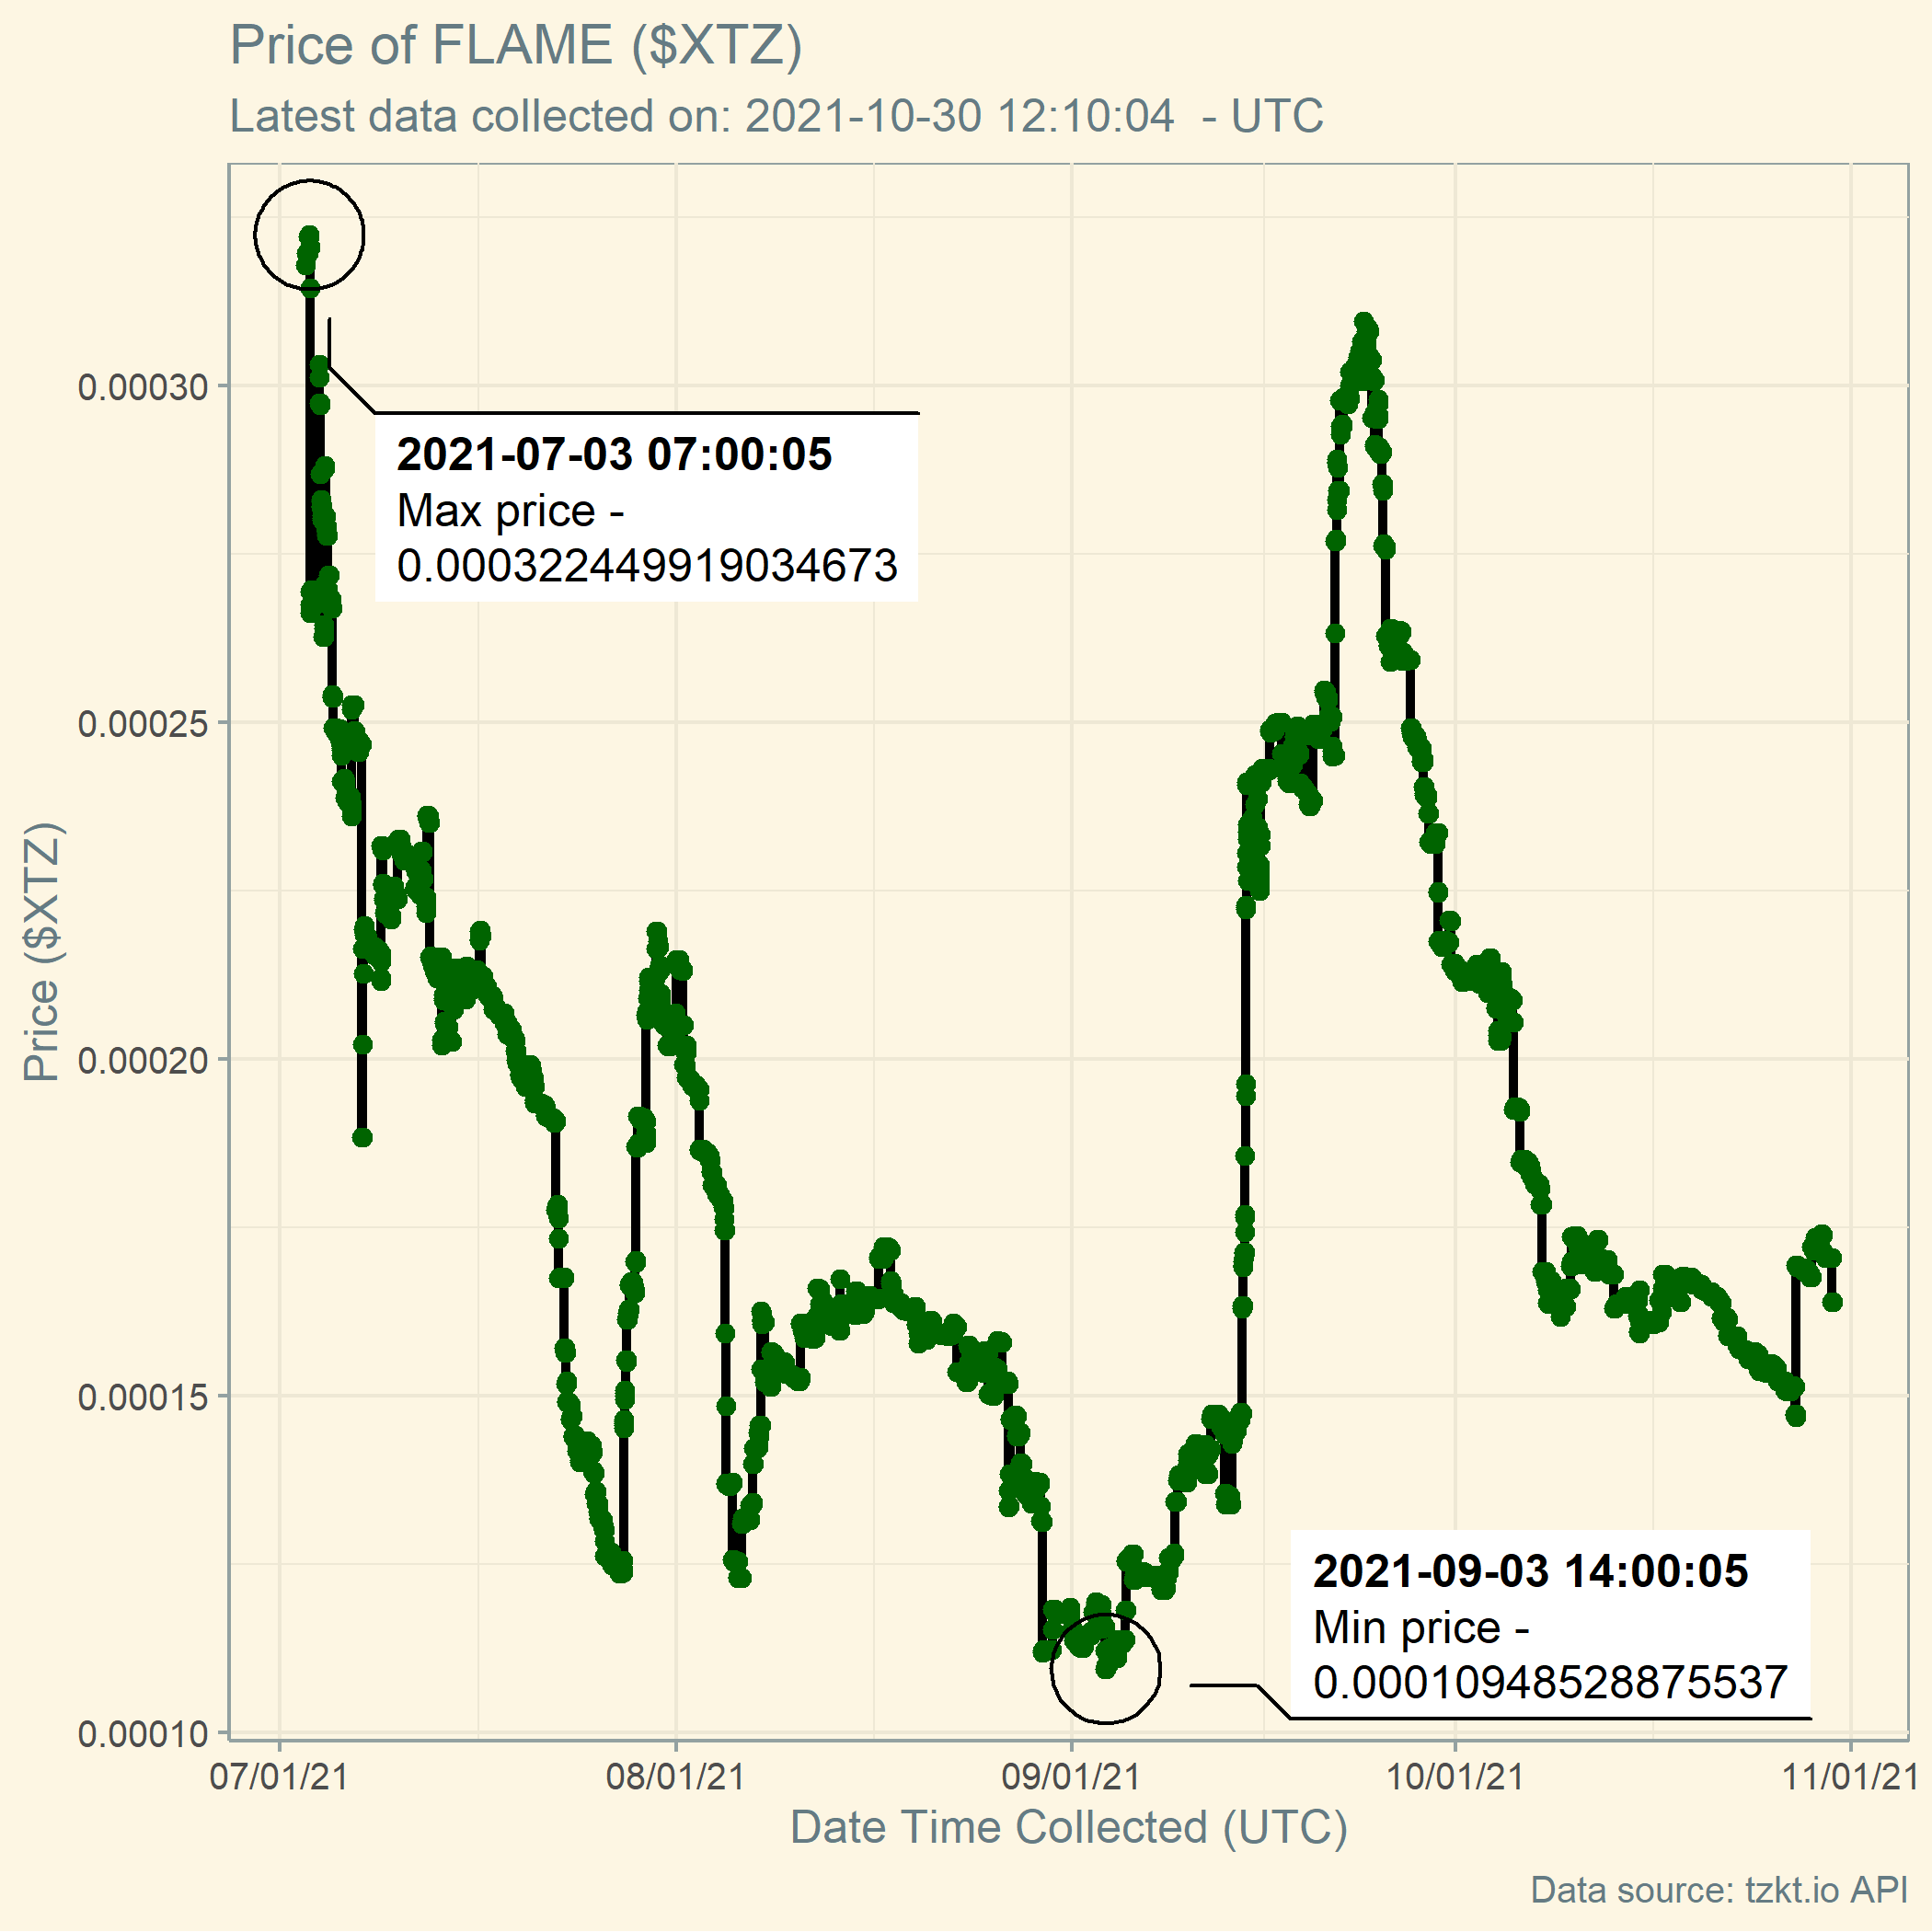 Price of FLAME ($XTZ)
Latest data collected on: 2021-10-30 12:10:04  - UTC
2021-07-03 07:00:05
Max price -
0.000322449919034673
2021-09-03 14:00:05
Min price -
0.000109485288755​37
Price ($XTZ)
0.00030
0.00025
0.00020
0.00015
0.00010
07/01/21
08/01/21
09/01/21
10/01/21
11/01/21
Date Time Collected (UTC)
Data source: tzkt.io API